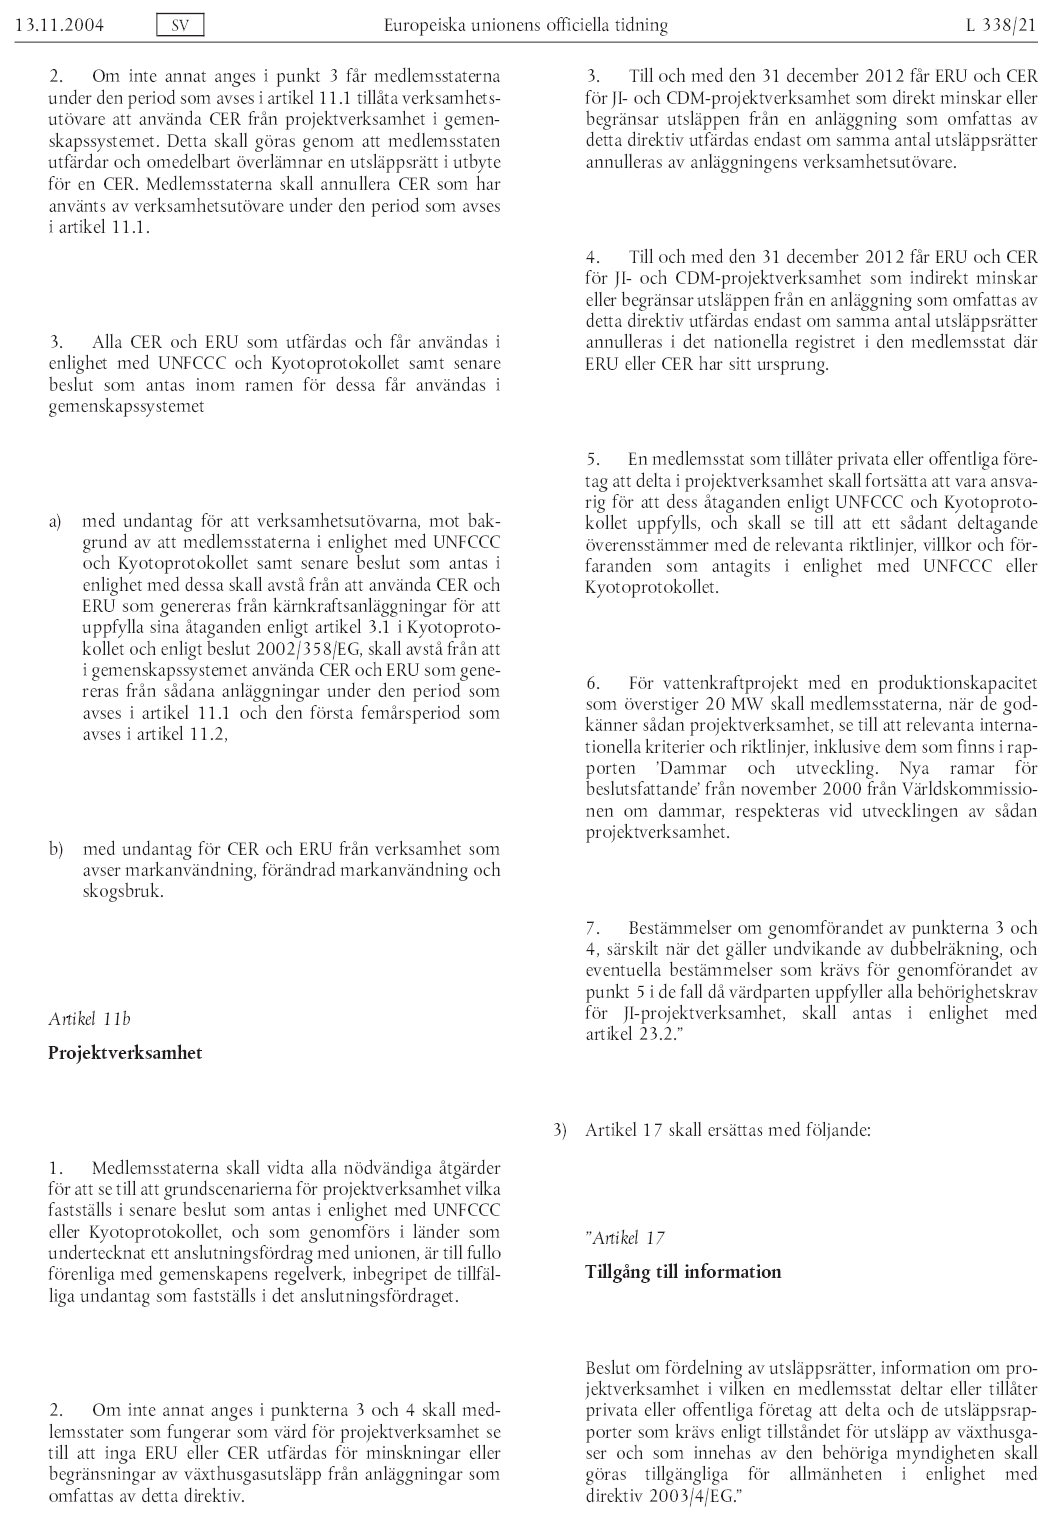 13.11.2004
SV
Europeiska unionens officiella tidning
L 338/21
2. Om inte annat anges i punkt 3 får medlemsstaterna
under den period som avses i artikel 11.1 tillåta verksamhets-
utövare att använda CER från projektverksamhet i gemen-
skapssystemet. Detta skall göras genom att medlemsstaten
utfärdar och omedelbart överlämnar en utsläppsrätt i utbyte
för en CER. Medlemsstaterna skall annullera CER som har
använts av verksamhetsutövare under den period som avses
i artikel 11.1.
3. Alla CER och ERU som utfärdas och får användas i
enlighet med UNFCCC och Kyotoprotokollet samt senare
beslut som antas inom ramen för dessa får användas i
gemenskapssystemet
a) med undantag för att verksamhetsutövarna, mot bak-
grund av att medlemsstaterna i enlighet med UNFCCC
och Kyotoprotokollet samt senare beslut som antas i
enlighet med dessa skall avstå från att använda CER och
ERU som genereras från kärnkraftsanläggningar för att
uppfylla sina åtaganden enligt artikel 3.1 i Kyotoproto-
kollet och enligt beslut 2002/358/EG, skall avstå från att
i gemenskapssystemet använda CER och ERU som gene-
reras från sådana anläggningar under den period som
avses i artikel 11.1 och den första femårsperiod som
avses i artikel 11.2,
b) med undantag för CER och ERU från verksamhet som
avser markanvändning, förändrad markanvändning och
skogsbruk.
Artikel 11b
Projektverksamhet
1. Medlemsstaterna skall vidta alla nödvändiga åtgärder
för att se till att grundscenarierna för projektverksamhet vilka
fastställs i senare beslut som antas i enlighet med UNFCCC
eller Kyotoprotokollet, och som genomförs i länder som
undertecknat ett anslutningsfördrag med unionen, är till fullo
förenliga med gemenskapens regelverk, inbegripet de tillfäl-
liga undantag som fastställs i det anslutningsfördraget.
2. Om inte annat anges i punkterna 3 och 4 skall med-
lemsstater som fungerar som värd för projektverksamhet se
till att inga ERU eller CER utfärdas för minskningar eller
begränsningar av växthusgasutsläpp från anläggningar som
omfattas av detta direktiv.
3. Till och med den 31 december 2012 får ERU och CER
för JI- och CDM-projektverksamhet som direkt minskar eller
begränsar utsläppen från en anläggning som omfattas av
detta direktiv utfärdas endast om samma antal utsläppsrätter
annulleras av anläggningens verksamhetsutövare.
4. Till och med den 31 december 2012 får ERU och CER
för JI- och CDM-projektverksamhet som indirekt minskar
eller begränsar utsläppen från en anläggning som omfattas av
detta direktiv utfärdas endast om samma antal utsläppsrätter
annulleras i det nationella registret i den medlemsstat där
ERU eller CER har sitt ursprung.
5. En medlemsstat som tillåter privata eller offentliga före-
tag att delta i projektverksamhet skall fortsätta att vara ansva-
rig för att dess åtaganden enligt UNFCCC och Kyotoproto-
kollet uppfylls, och skall se till att ett sådant deltagande
överensstämmer med de relevanta riktlinjer, villkor och för-
faranden som antagits i enlighet med UNFCCC eller
Kyotoprotokollet.
6. För vattenkraftprojekt med en produktionskapacitet
som överstiger 20 MW skall medlemsstaterna, när de god-
känner sådan projektverksamhet, se till att relevanta interna-
tionella kriterier och riktlinjer, inklusive dem som finns i rap-
porten ’Dammar och utveckling. Nya ramar för
beslutsfattande’ från november 2000 från Världskommissio-
nen om dammar, respekteras vid utvecklingen av sådan
projektverksamhet.
7. Bestämmelser om genomförandet av punkterna 3 och
4, särskilt när det gäller undvikande av dubbelräkning, och
eventuella bestämmelser som krävs för genomförandet av
punkt 5 i de fall då värdparten uppfyller alla behörighetskrav
för JI-projektverksamhet, skall antas i enlighet med
artikel 23.2.”
3) Artikel 17 skall ersättas med följande:
”Artikel 17
Tillgång till information
Beslut om fördelning av utsläppsrätter, information om pro-
jektverksamhet i vilken en medlemsstat deltar eller tillåter
privata eller offentliga företag att delta och de utsläppsrap-
porter som krävs enligt tillståndet för utsläpp av växthusga-
ser och som innehas av den behöriga myndigheten skall
göras tillgängliga för allmänheten i enlighet med
direktiv 2003/4/EG.”